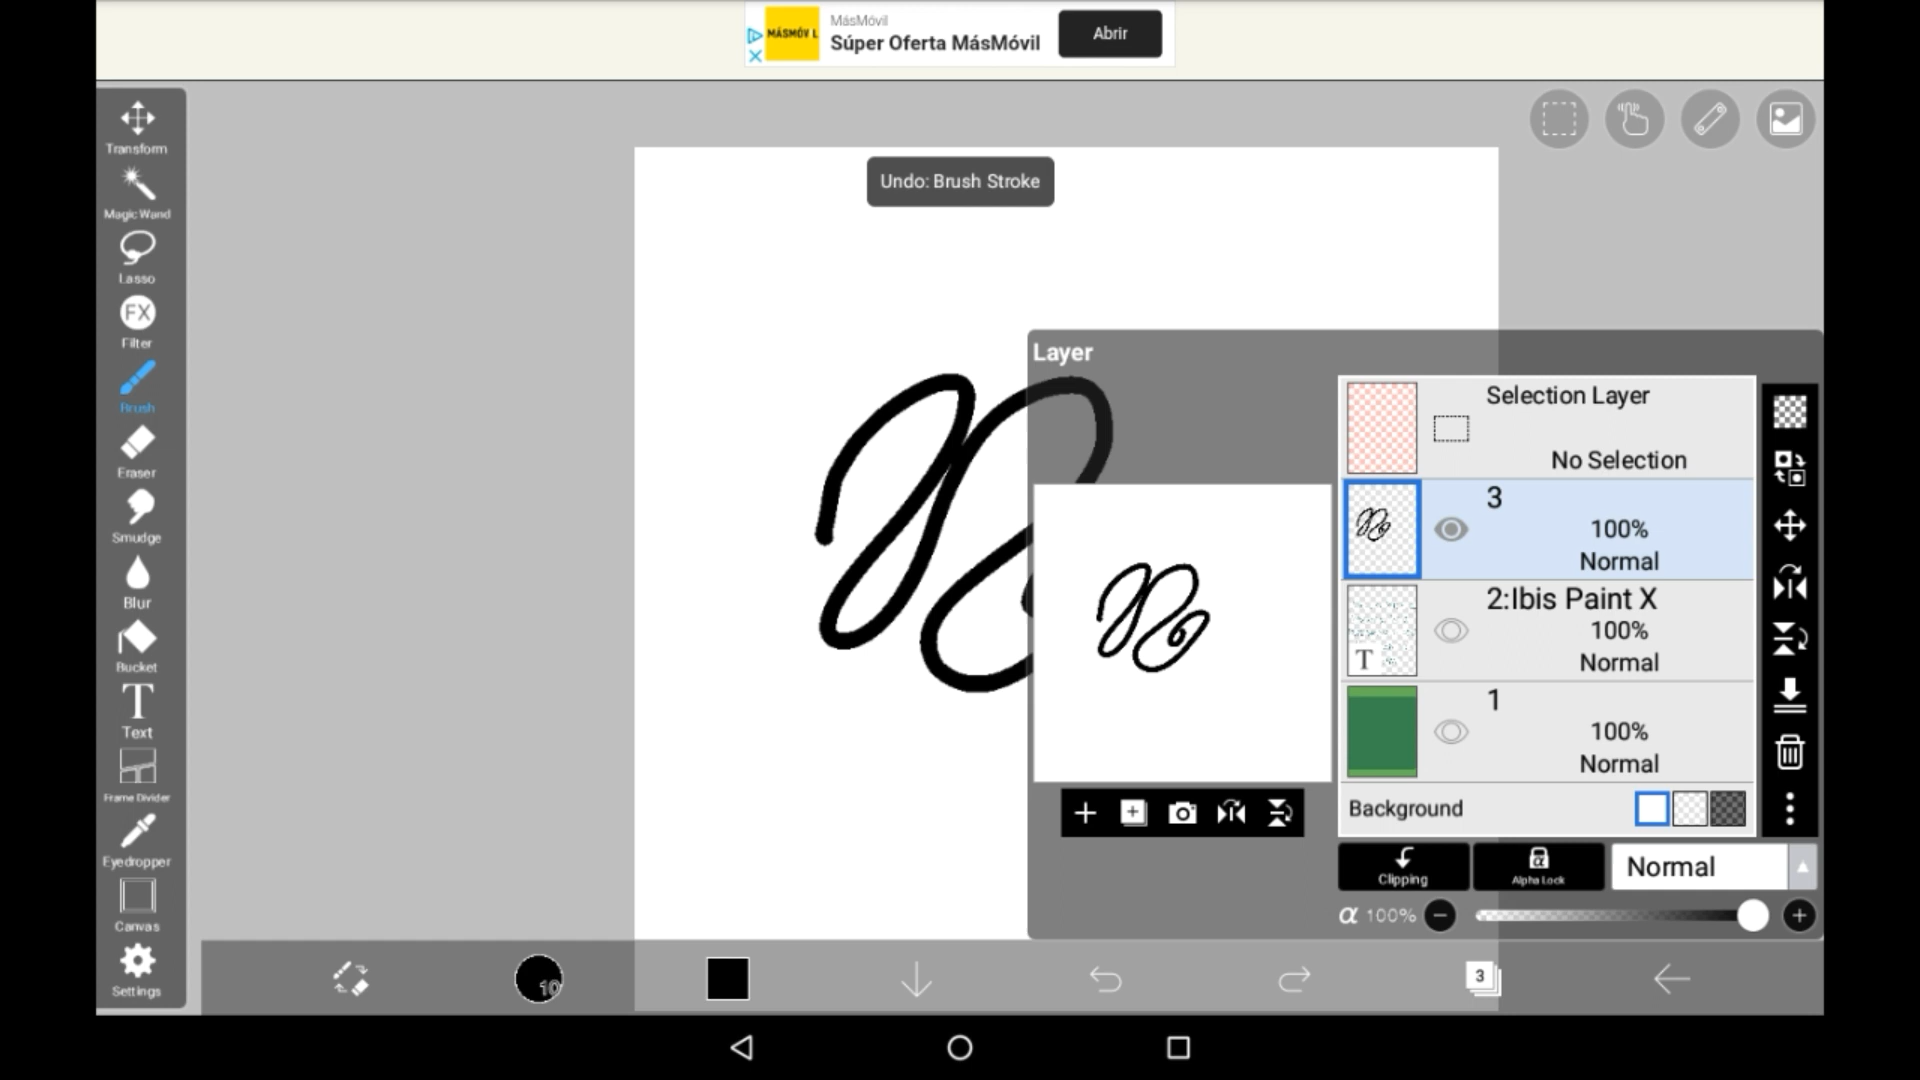 MÁSMÓVIL
MásMóvil
Súper Oferta MásMóvil
Abrir
Transform
Magic Wand
Lasso
FX
Filter
Brush
Eraser
Smudge
Blur
Bucket
T
Text
Frame Divider
Eyedropper
Canvas
Settings
Undo: Brush Stroke
Layer
Selection Layer
No Selection
3
100%
Normal
2:Ibis Paint X
100%
Normal
T
1
100%
Normal
Background
Clipping
α
Alpha Lock
Normal
α 100%
10
3